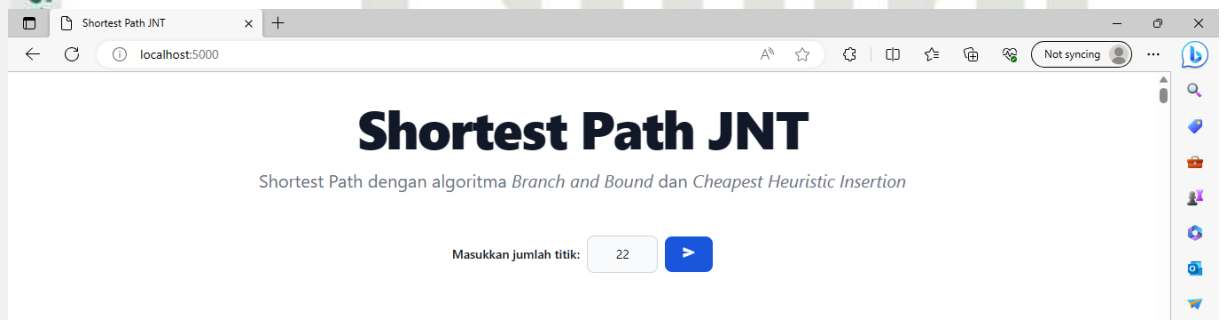 Shortest Path JNT
localhost:5000
Not syncing
Shortest Path JNT
Shortest Path dengan algoritma Branch and Bound dan Cheapest Heuristic Insertion
Masukkan jumlah titik: 22